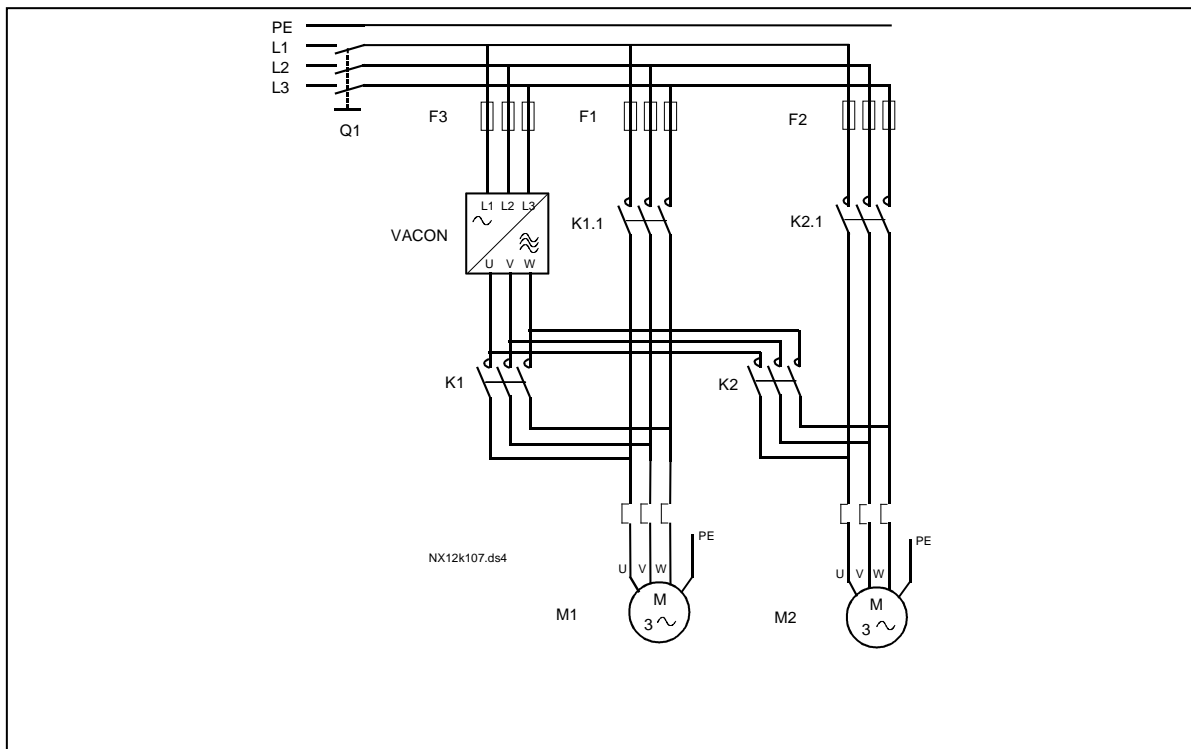 PE
L1
L2
L3
Q1
F3
F1
F2
L1 L2 L3
VACON
U V W
K1.1
K2.1
K1
K2
NX12k107.ds4
PE
U V W
M
3
M1
PE
U V W
M
3
M2